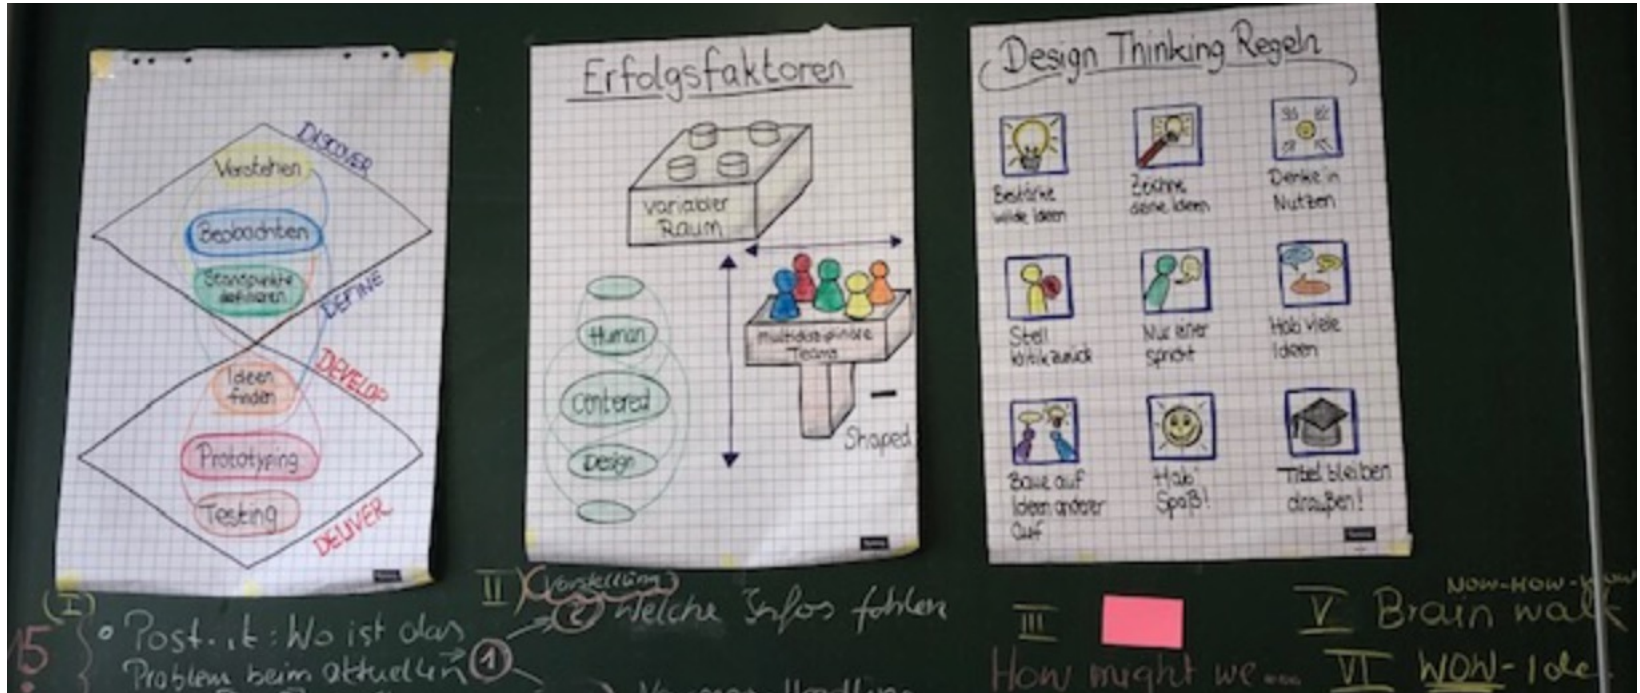 DISCOVER
Verstehen
Beobachten
Standpunkte
definieren
DEFINE
Ideen
finden
DEVELOP
Prototyping
Testing
DELIVER
Erfolgsfaktoren
variabler
Raum
Human
Centered
Design
multidisziplinäre
Teams
Shaped
Design Thinking Regeln
Bestärke
wilde Ideen
Zeichne
deine Ideen
Denke in
Nutzen
Stell
Kritik zurück
Nur einer
spricht
Hab viele
Ideen
Baue auf
Ideen anderer
auf
Hab'
Spaß!
Titel bleiben
draußen!
(I)
15
Post-it: Wo ist das
Problem beim aktuellen
1
II) Vorstellung
2 Welche Infos fehlen
III
How might we...
NOW-HOW-WOW
V Brain walk
VI WOW-Ide